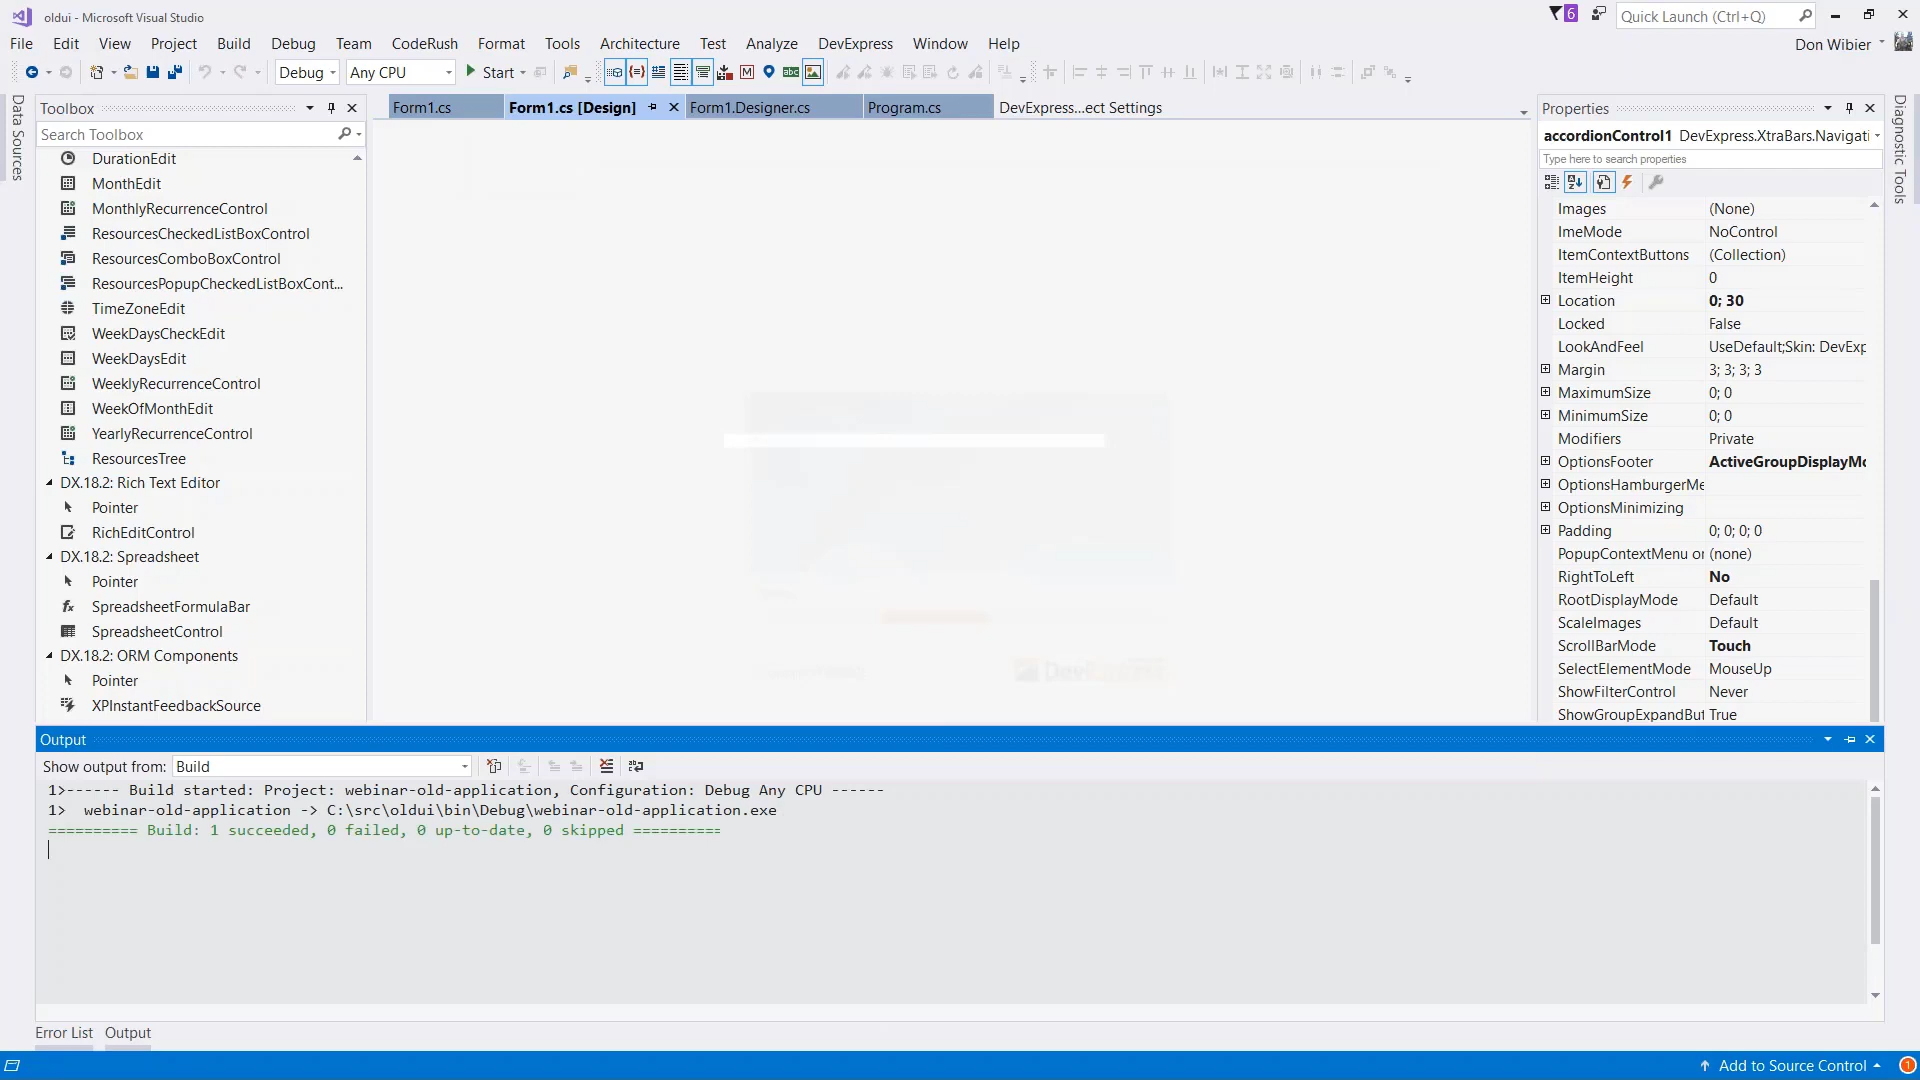 oldui - Microsoft Visual Studio
6
Quick Launch (Ctrl+Q)
File Edit View Project Build Debug Team CodeRush Format Tools Architecture Test Analyze DevExpress Window Help
Don Wibier
Debug
Any CPU
Start
Data Sources
Toolbox
Search Toolbox
DurationEdit
MonthEdit
MonthlyRecurrenceControl
ResourcesCheckedListBoxControl
ResourcesComboBoxControl
ResourcesPopupCheckedListBoxCont...
TimeZoneEdit
WeekDaysCheckEdit
WeekDaysEdit
WeeklyRecurrenceControl
WeekOfMonthEdit
YearlyRecurrenceControl
ResourcesTree
DX.18.2: Rich Text Editor
Pointer
RichEditControl
DX.18.2: Spreadsheet
Pointer
SpreadsheetFormulaBar
SpreadsheetControl
DX.18.2: ORM Components
Pointer
XPInstantFeedbackSource
Form1.cs
Form1.cs [Design]
Form1.Designer.cs
Program.cs
DevExpress...ect Settings
Properties
accordionControl1 DevExpress.XtraBars.Navigati
Type here to search properties
Images (None)
ImeMode NoControl
ItemContextButtons (Collection)
ItemHeight 0
Location 0; 30
Locked False
LookAndFeel UseDefault;Skin: DevExp
Margin 3; 3; 3; 3
MaximumSize 0; 0
MinimumSize 0; 0
Modifiers Private
OptionsFooter ActiveGroupDisplayMo
OptionsHamburgerMe
OptionsMinimizing
Padding 0; 0; 0; 0
PopupContextMenu or (none)
RightToLeft No
RootDisplayMode Default
ScaleImages Default
ScrollBarMode Touch
SelectElementMode MouseUp
ShowFilterControl Never
ShowGroupExpandBut True
Diagnostic Tools
Output
Show output from: Build
1>------ Build started: Project: webinar-old-application, Configuration: Debug Any CPU ------
1>  webinar-old-application -> C:\src\oldui\bin\Debug\webinar-old-application.exe
========== Build: 1 succeeded, 0 failed, 0 up-to-date, 0 skipped ==========
Error List
Output
Add to Source Control
1